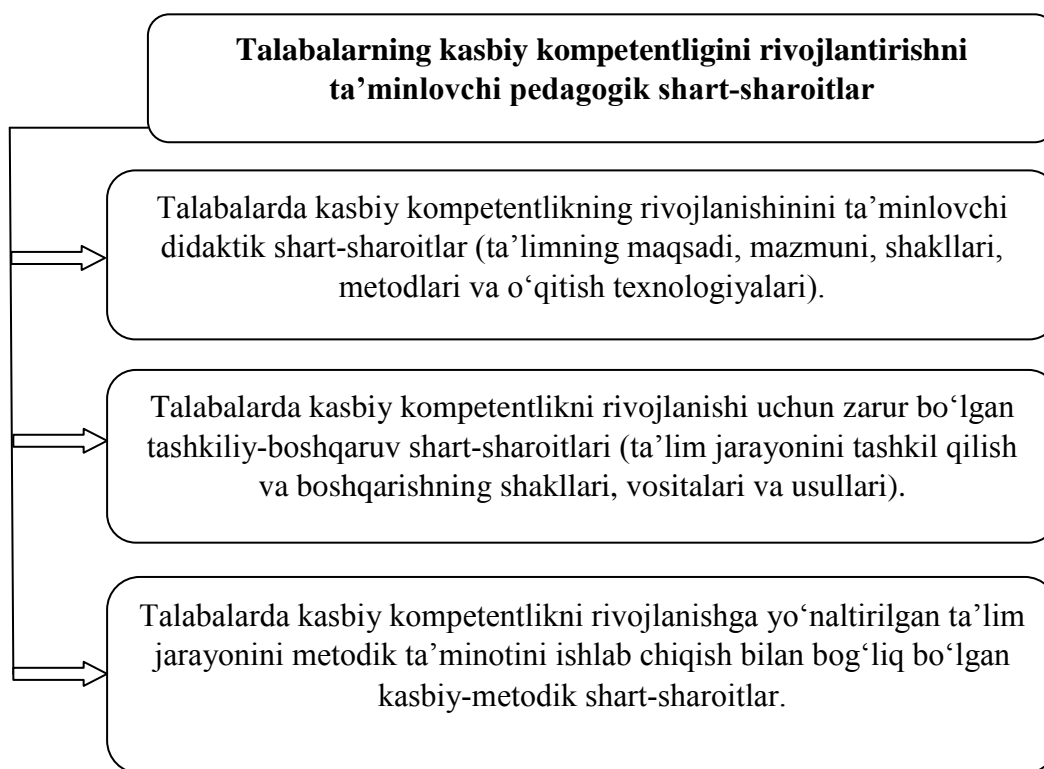 Talabalarning kasbiy kompetentligini rivojlantirishni
ta’minlovchi pedagogik shart-sharoitlar
Talabalarda kasbiy kompetentlikning rivojlanishinini ta’minlovchi
didaktik shart-sharoitlar (ta’limning maqsadi, mazmuni, shakllari,
metodlari va o‘qitish texnologiyalari).
Talabalarda kasbiy kompetentlikni rivojlanishi uchun zarur bo‘lgan
tashkiliy-boshqaruv shart-sharoitlari (ta’lim jarayonini tashkil qilish
va boshqarishning shakllari, vositalari va usullari).
Talabalarda kasbiy kompetentlikni rivojlanishga yo‘naltirilgan ta’lim
jarayonini metodik ta’minotini ishlab chiqish bilan bog‘liq bo‘lgan
kasbiy-metodik shart-sharoitlar.